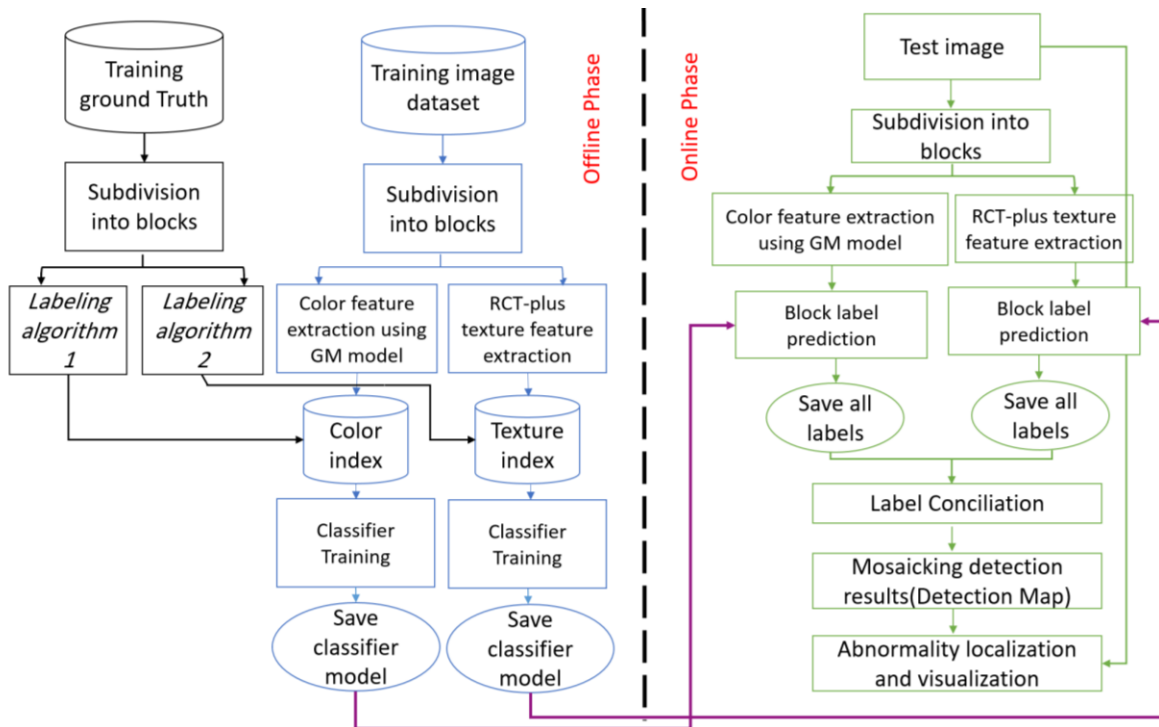 Training
ground Truth
Subdivision
into blocks
Labeling
algorithm
1
Labeling
algorithm
2
Training image
dataset
Subdivision
into blocks
Color feature
extraction using
GM model
RCT-plus
texture feature
extraction
Color
index
Texture
index
Classifier
Training
Classifier
Training
Save
classifier
model
Save
classifier
model
Offline Phase
Online Phase
Test image
Subdivision into
blocks
Color feature extraction
using GM model
RCT-plus texture
feature extraction
Block label
prediction
Block label
prediction
Save all
labels
Save all
labels
Label Conciliation
Mosaicking detection
results(Detection Map)
Abnormality localization
and visualization